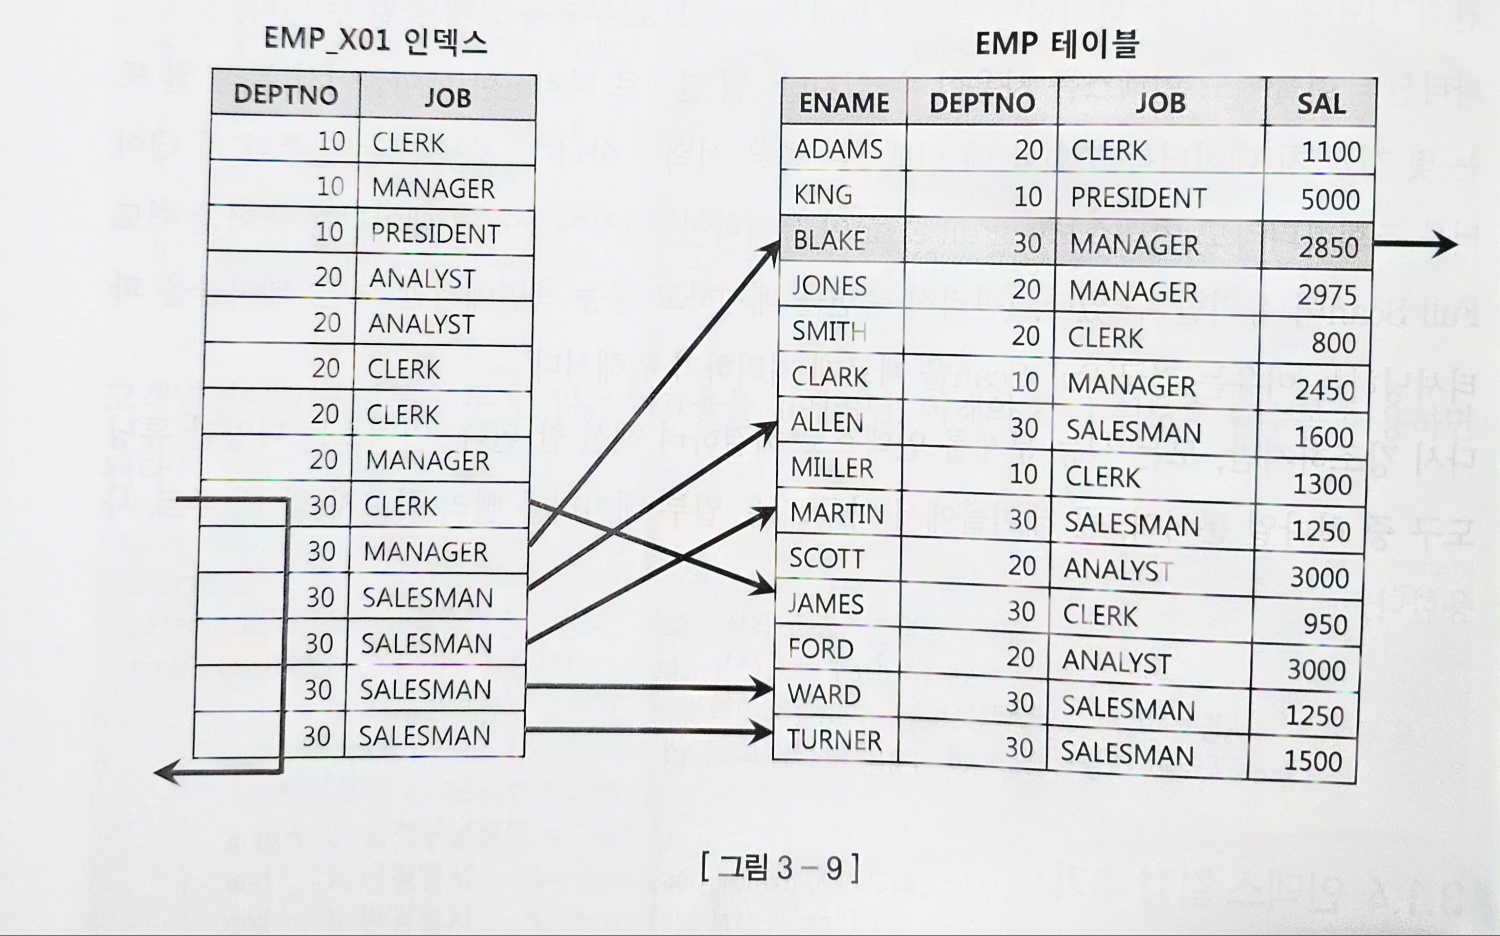 EMP_X01 인덱스
DEPTNO JOB
10 CLERK
10 MANAGER
10 PRESIDENT
20 ANALYST
20 ANALYST
20 CLERK
20 CLERK
20 MANAGER
30 CLERK
30 MANAGER
30 SALESMAN
30 SALESMAN
30 SALESMAN
30 SALESMAN
EMP 테이블
ENAME DEPTNO JOB SAL
ADAMS 20 CLERK 1100
KING 10 PRESIDENT 5000
BLAKE 30 MANAGER 2850
JONES 20 MANAGER 2975
SMITH 20 CLERK 800
CLARK 10 MANAGER 2450
ALLEN 30 SALESMAN 1600
MILLER 10 CLERK 1300
MARTIN 30 SALESMAN 1250
SCOTT 20 ANALYST 3000
JAMES 30 CLERK 950
FORD 20 ANALYST 3000
WARD 30 SALESMAN 1250
TURNER 30 SALESMAN 1500
[ 그림 3 - 9 ]